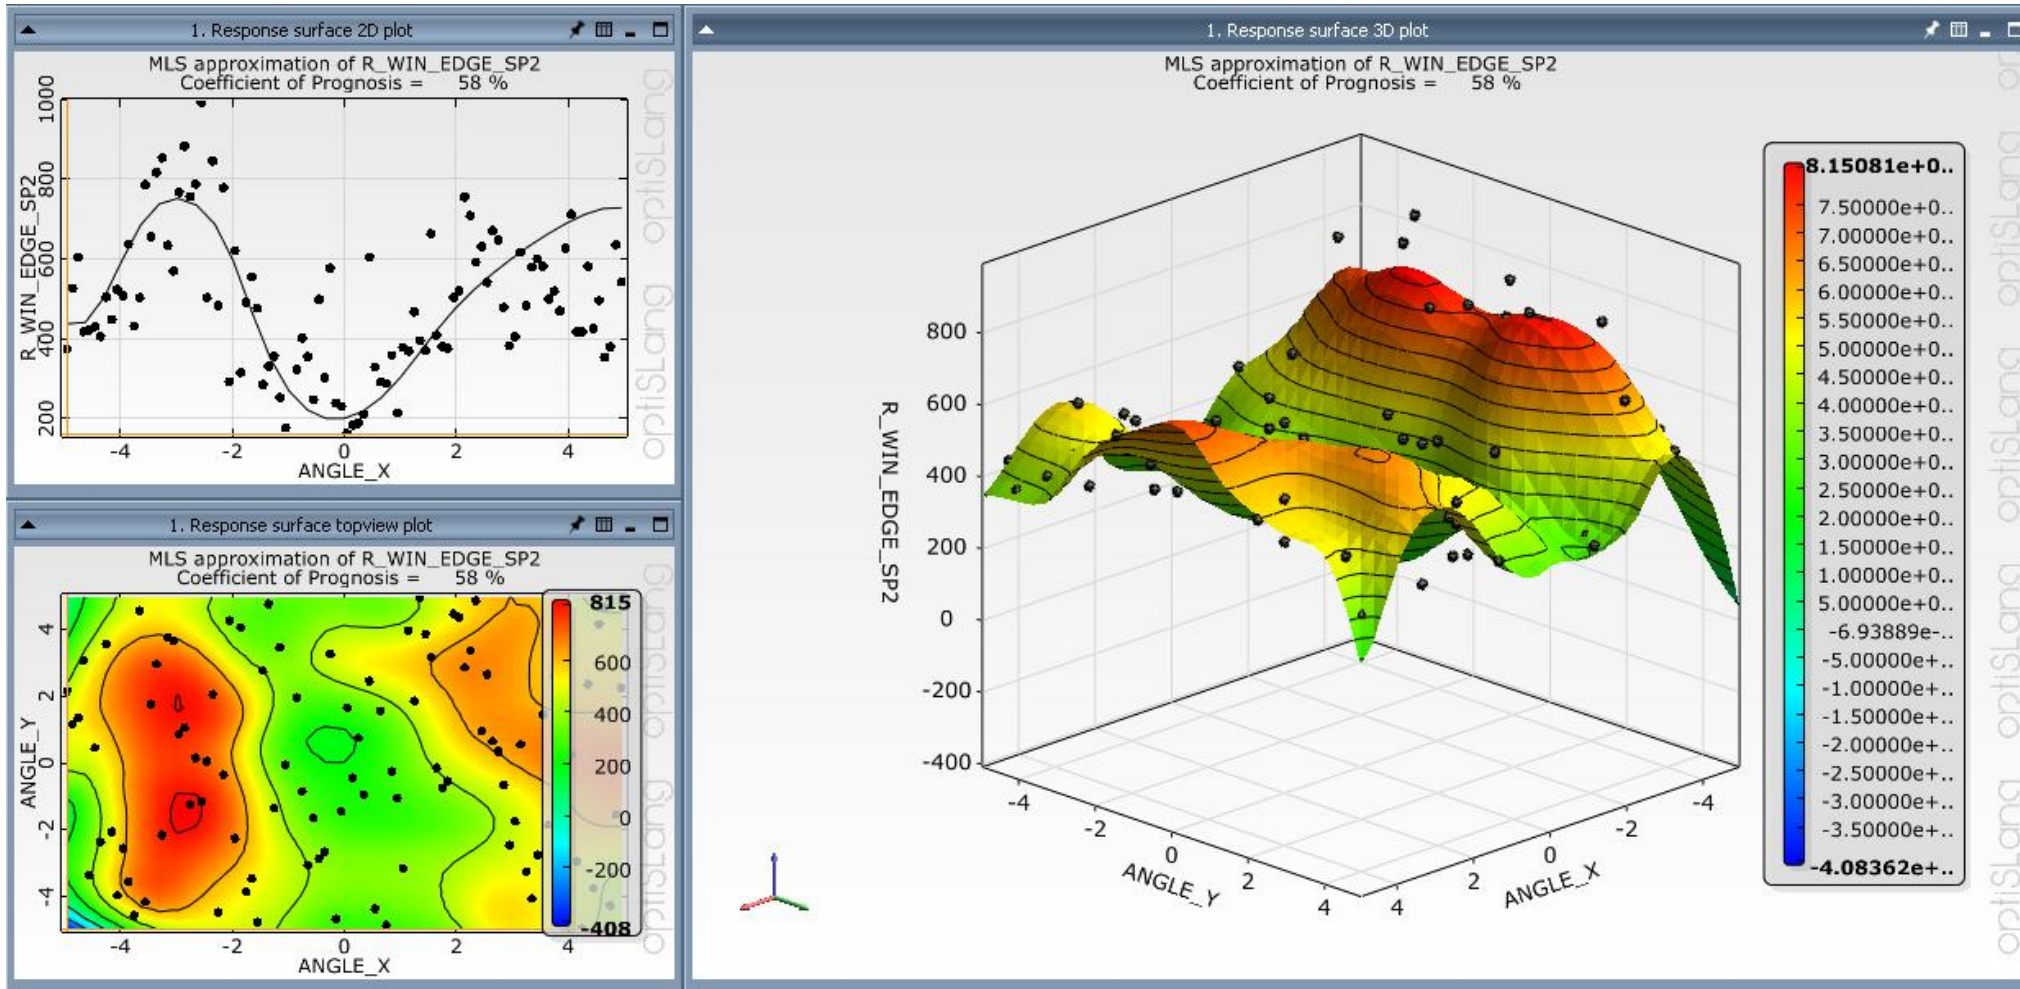 1. Response surface 2D plot
MLS approximation of R_WIN_EDGE_SP2
Coefficient of Prognosis = 58 %
1000
800
600
400
200
R_WIN_EDGE_SP2
-4 -2 0 2 4
ANGLE_X
optiSLang optiSLang
1. Response surface topview plot
MLS approximation of R_WIN_EDGE_SP2
Coefficient of Prognosis = 58 %
4
2
0
-2
-4
ANGLE_Y
-4 -2 0 2 4
ANGLE_X
815
600
400
200
0
-200
-408
optiSLang optiSLang
1. Response surface 3D plot
MLS approximation of R_WIN_EDGE_SP2
Coefficient of Prognosis = 58 %
800
600
400
200
0
-200
-400
R_WIN_EDGE_SP2
-4 -2 0 2 4
ANGLE_Y
4 2 0 -2 -4
ANGLE_X
8.15081e+0..
7.50000e+0..
7.00000e+0..
6.50000e+0..
6.00000e+0..
5.50000e+0..
5.00000e+0..
4.50000e+0..
4.00000e+0..
3.50000e+0..
3.00000e+0..
2.50000e+0..
2.00000e+0..
1.50000e+0..
1.00000e+0..
5.00000e+0..
-6.93889e-..
-5.00000e+..
-1.00000e+..
-1.50000e+..
-2.00000e+..
-2.50000e+..
-3.00000e+..
-3.50000e+..
-4.08362e+..
optiSLang optiSLang optiSLang optiSLang